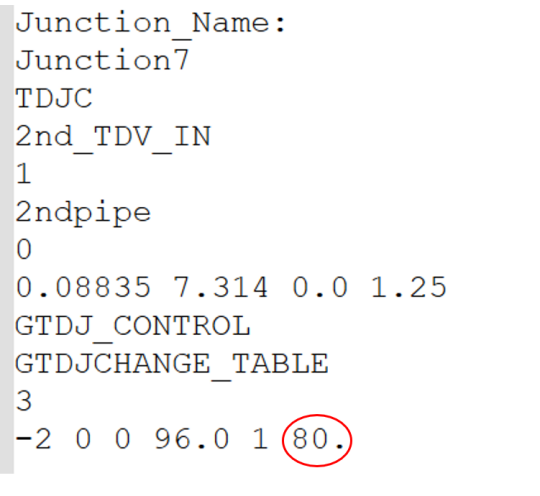 Junction_Name:
Junction7
TDJC
2nd_TDV_IN
1
2ndpipe
0
0.08835 7.314 0.0 1.25
GTDJ_CONTROL
GTDJCHANGE_TABLE
3
-2 0 0 96.0 1 80.